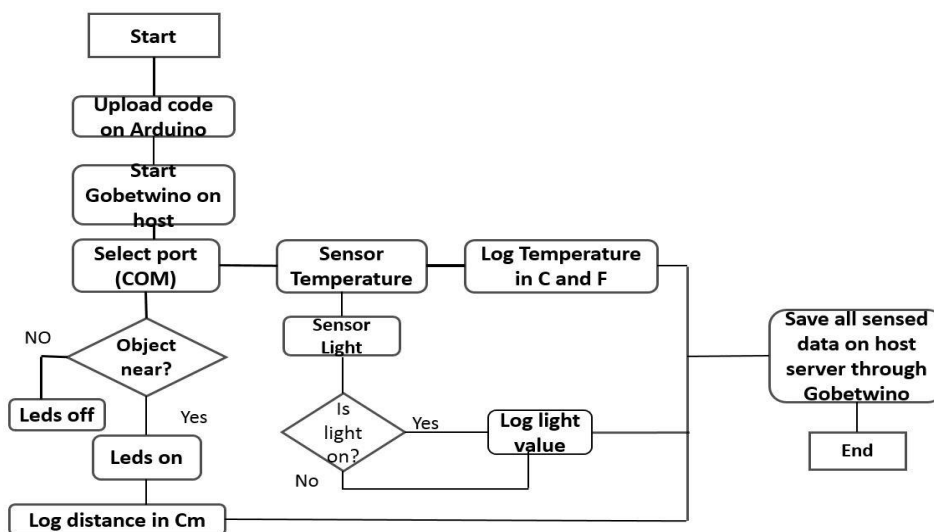 Start
Upload code
on Arduino
Start
Gobetwino on
host
Select port
(COM)
Sensor
Temperature
Log Temperature
in C and F
Sensor
Light
NO
Object
near?
Save all sensed
data on host
server through
Gobetwino
Leds off
Yes
Is
light
on?
Yes
Log light
value
Leds on
No
End
Log distance in Cm